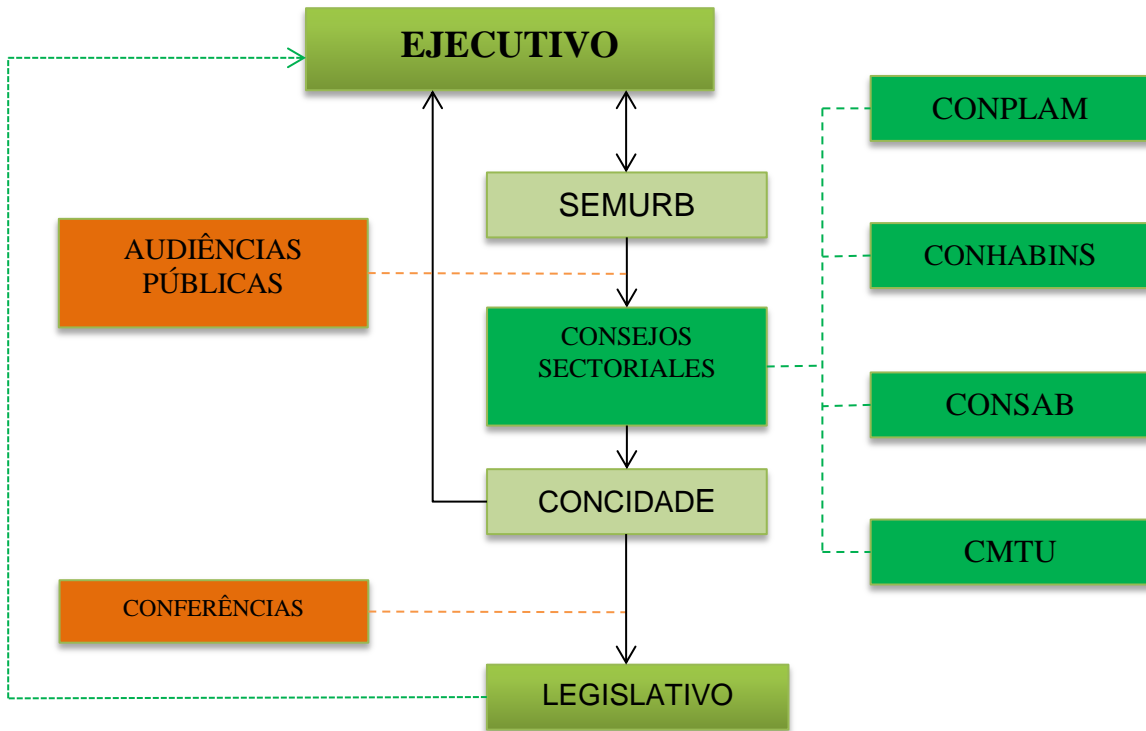 EJECUTIVO
CONPLAM
SEMURB
AUDIÊNCIAS
PÚBLICAS
CONHABINS
CONSEJOS
SECTORIALES
CONSAB
CONCIDADE
CMTU
CONFERÊNCIAS
LEGISLATIVO